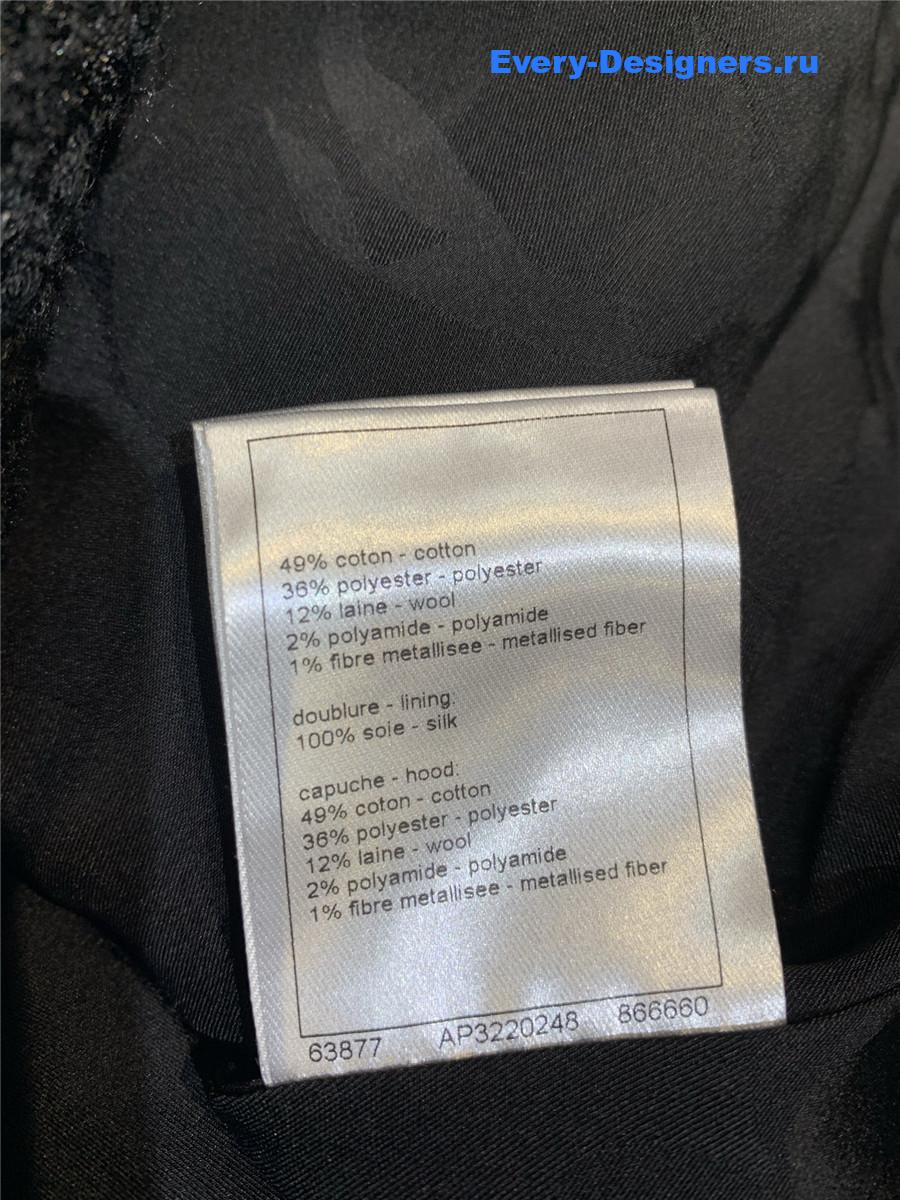 Every-Designers.ru
49% coton - cotton
36% polyester - polyester
12% laine - wool
2% polyamide - polyamide
1% fibre metallisee - metallised fiber
doublure - lining:
100% soie - silk
capuche - hood:
49% coton - cotton
36% polyester - polyester
12% laine - wool
2% polyamide - polyamide
1% fibre metallisee - metallised fiber
63877 AP3220248 866660